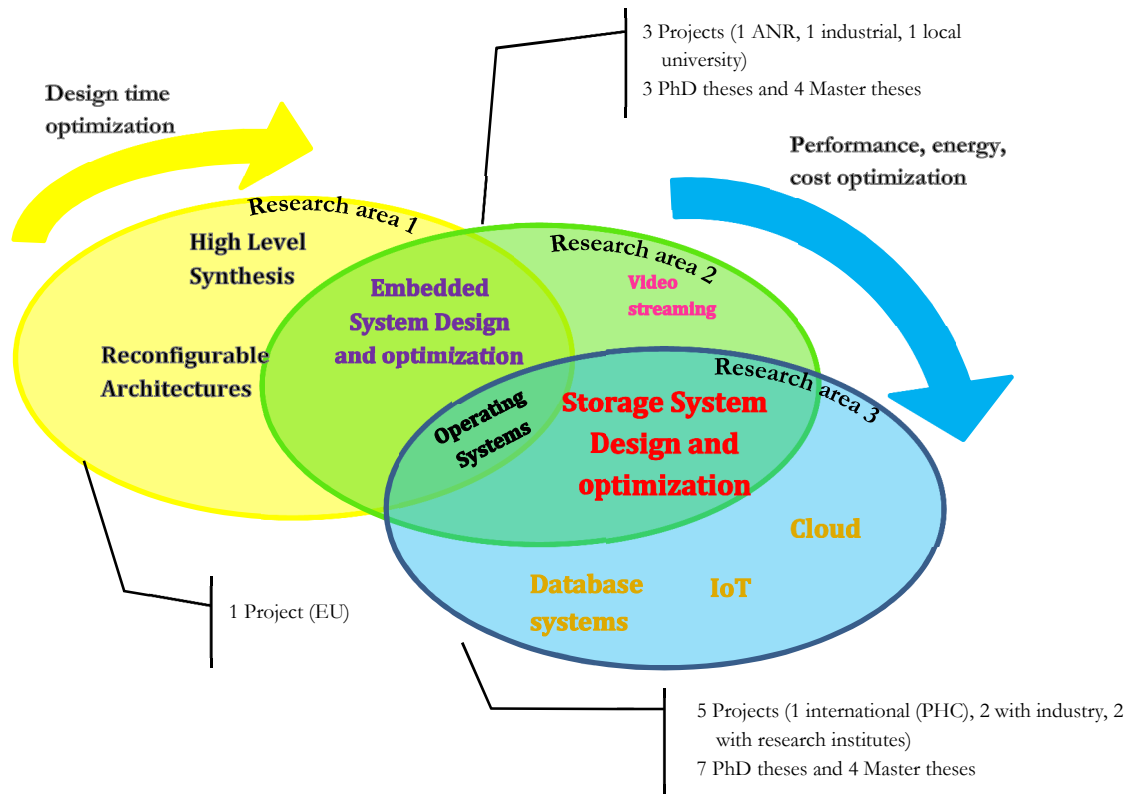 3 Projects (1 ANR, 1 industrial, 1 local
university)
3 PhD theses and 4 Master theses
Design time
optimization
Performance, energy,
cost optimization
Research area 1
High Level
Synthesis
Reconfigurable
Architectures
Embedded
System Design
and optimization
Research area 2
Video
streaming
Research area 3
Operating
Systems
Storage System
Design and
optimization
Cloud
IoT
Database
systems
1 Project (EU)
5 Projects (1 international (PHC), 2 with industry, 2
with research institutes)
7 PhD theses and 4 Master theses